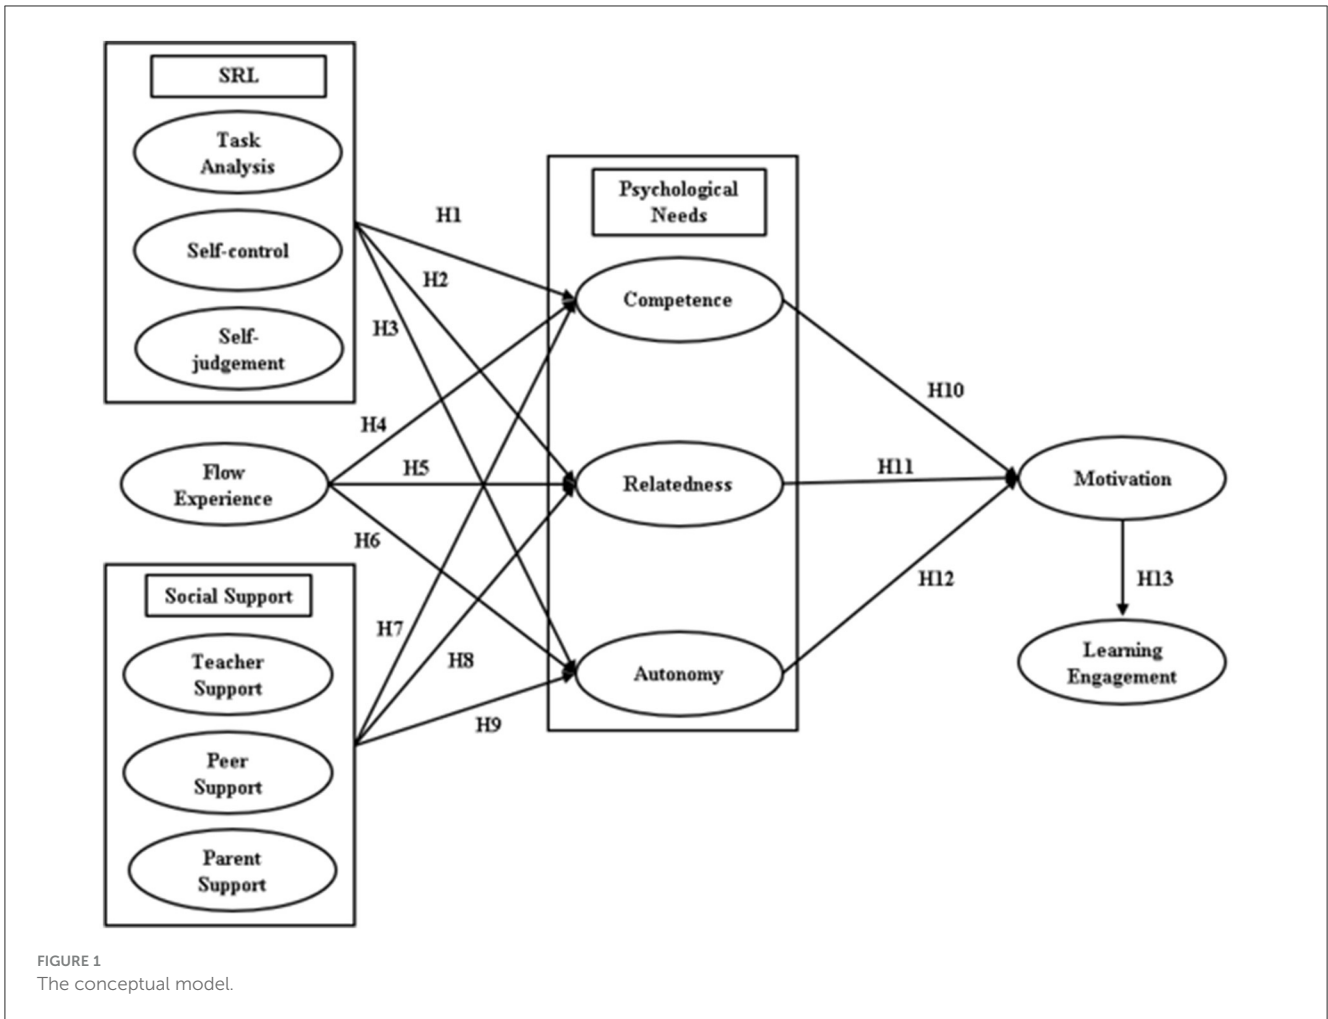 SRL
Task
Analysis
Self-control
Self-
judgement
H1
H2
H3
H4
H5
H6
Flow
Experience
Social Support
Teacher
Support
Peer
Support
Parent
Support
H7
H8
H9
Psychological
Needs
Competence
Relatedness
Autonomy
H10
H11
H12
Motivation
H13
Learning
Engagement
FIGURE 1
The conceptual model.